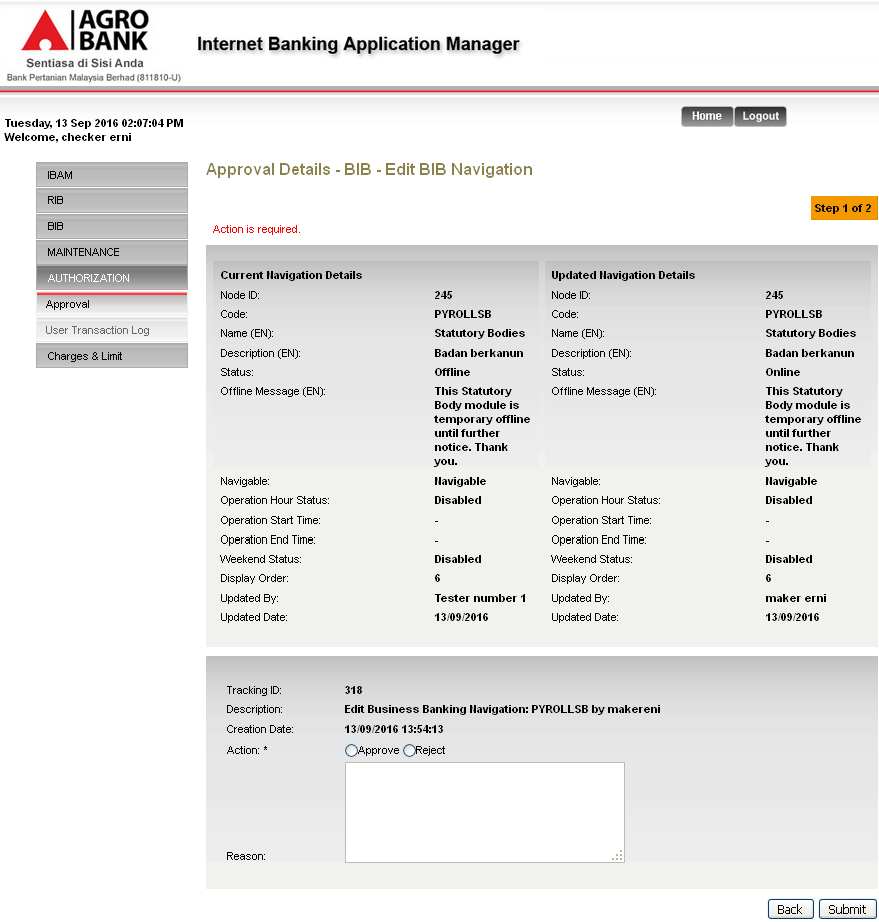 AGRO
BANK
Sentiasa di Sisi Anda
Bank Pertanian Malaysia Berhad (811810-U)
Internet Banking Application Manager
Tuesday, 13 Sep 2016 02:07:04 PM
Welcome, checker erni
Home Logout
IBAM
RIB
BIB
MAINTENANCE
AUTHORIZATION
Approval
User Transaction Log
Charges & Limit
Approval Details - BIB - Edit BIB Navigation
Step 1 of 2
Action is required.
Current Navigation Details
Node ID: 245
Code: PYROLLSB
Name (EN): Statutory Bodies
Description (EN): Badan berkanun
Status: Offline
Offline Message (EN): This Statutory
Body module is
temporary offline
until further
notice. Thank
you.
Navigable: Navigable
Operation Hour Status: Disabled
Operation Start Time: -
Operation End Time: -
Weekend Status: Disabled
Display Order: 6
Updated By: Tester number 1
Updated Date: 13/09/2016
Updated Navigation Details
Node ID: 245
Code: PYROLLSB
Name (EN): Statutory Bodies
Description (EN): Badan berkanun
Status: Online
Offline Message (EN): This Statutory
Body module is
temporary offline
until further
notice. Thank
you.
Navigable: Navigable
Operation Hour Status: Disabled
Operation Start Time: -
Operation End Time: -
Weekend Status: Disabled
Display Order: 6
Updated By: maker erni
Updated Date: 13/09/2016
Tracking ID: 318
Description: Edit Business Banking Navigation: PYROLLSB by makereni
Creation Date: 13/09/2016 13:54:13
Action: * Approve Reject
Reason:
Back Submit